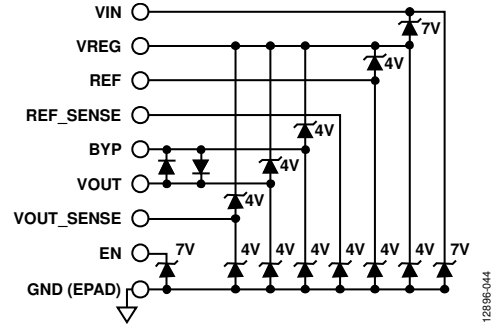 VIN
7V
VREG
4V
REF
REF_SENSE
4V
BYP
4V
VOUT
4V
VOUT_SENSE
EN 7V 4V 4V 4V 4V 4V 4V 7V
GND (EPAD)
12896-044